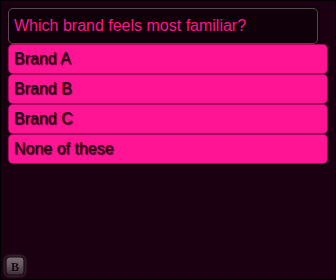 Which brand feels most familiar?
Brand A
Brand B
Brand C
None of these
B